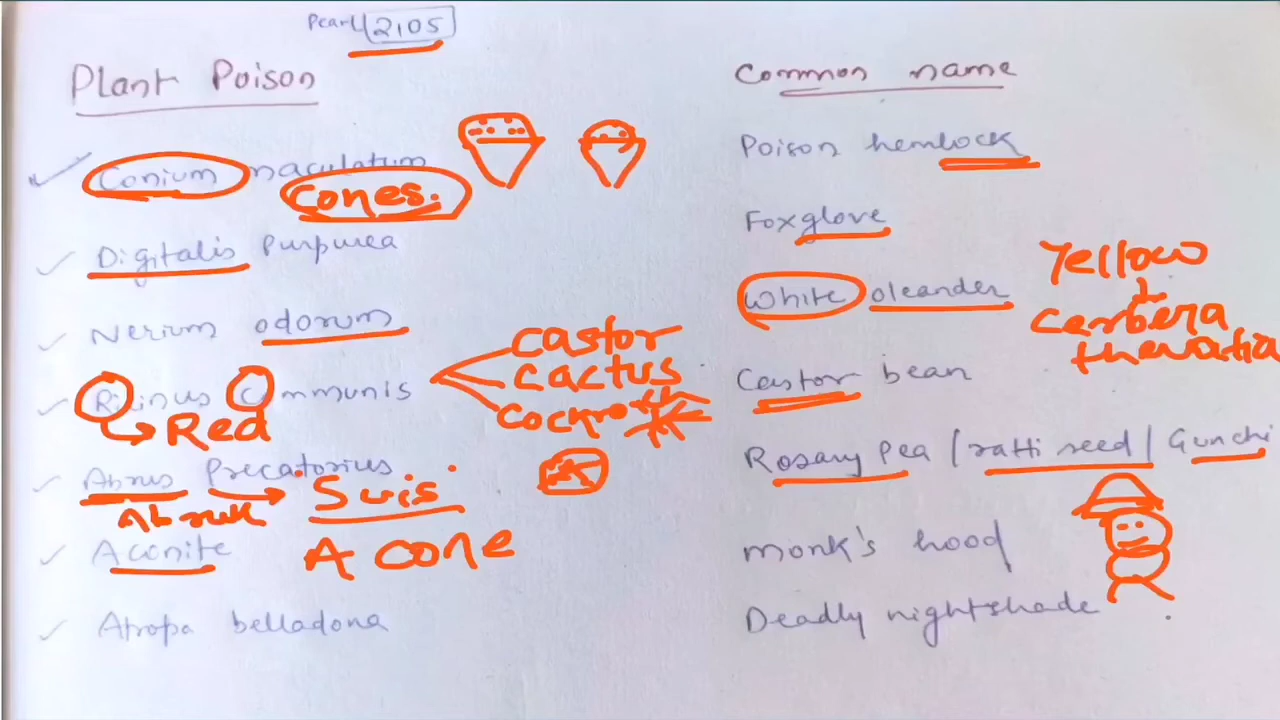 Pearl 2105
Plant Poison
Common name
Conium maculatum
Poison hemlock
cones.
Digitalis Purpurea
Foxglove
Yellow
Nerium odorum
White oleander
cerbera
thevatia
castor
Ricinus Communis
cactus
Castor bean
Red
Abrus Precatorius
Rosary Pea / ratti seed / Gunchi
Suis
Aconite
A cone
monk's hood
Atropa belladona
Deadly nightshade